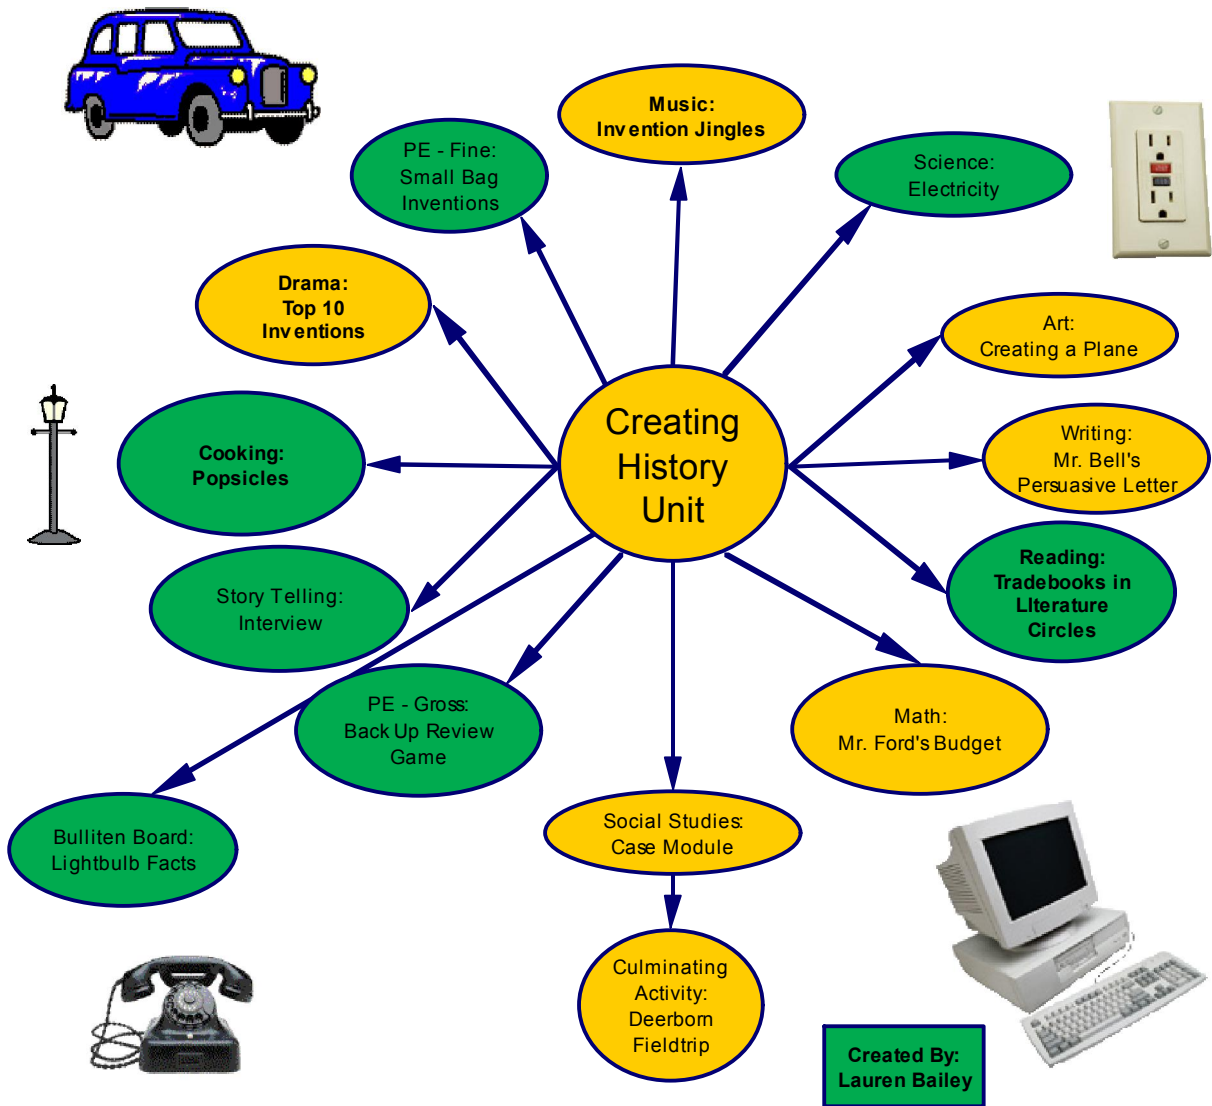 Music:
Invention Jingles
PE - Fine:
Small Bag
Inventions
Science:
Electricity
Drama:
Top 10
Inventions
Art:
Creating a Plane
Creating
History
Unit
Cooking:
Popsicles
Writing:
Mr. Bell's
Persuasive Letter
Story Telling:
Interview
Reading:
Tradebooks in
LIterature
Circles
PE - Gross:
Back Up Review
Game
Math:
Mr. Ford's Budget
Bulliten Board:
Lightbulb Facts
Social Studies:
Case Module
Culminating
Activity:
Deerborn
Fieldtrip
Created By:
Lauren Bailey